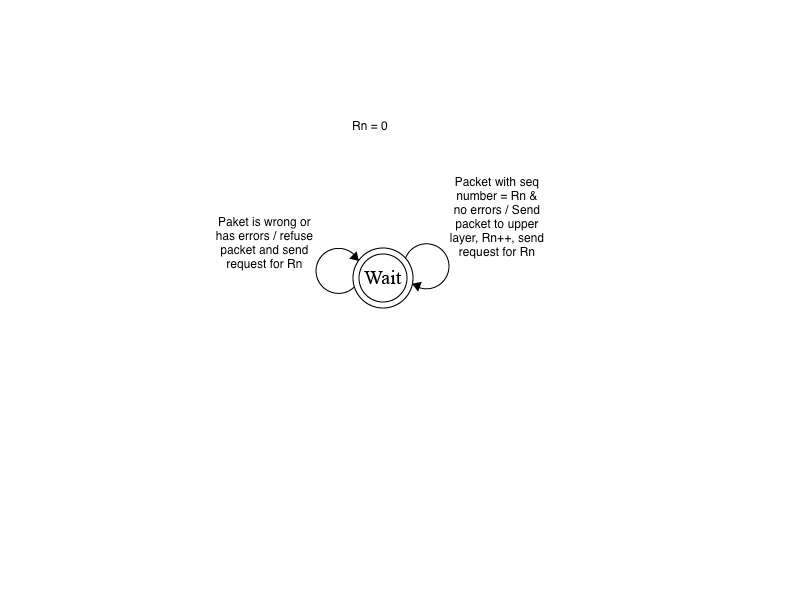 Rn = 0
Packet with seq
number = Rn &
no errors / Send
packet to upper
layer, Rn++, send
request for Rn
Paket is wrong or
has errors / refuse
packet and send
request for Rn
Wait